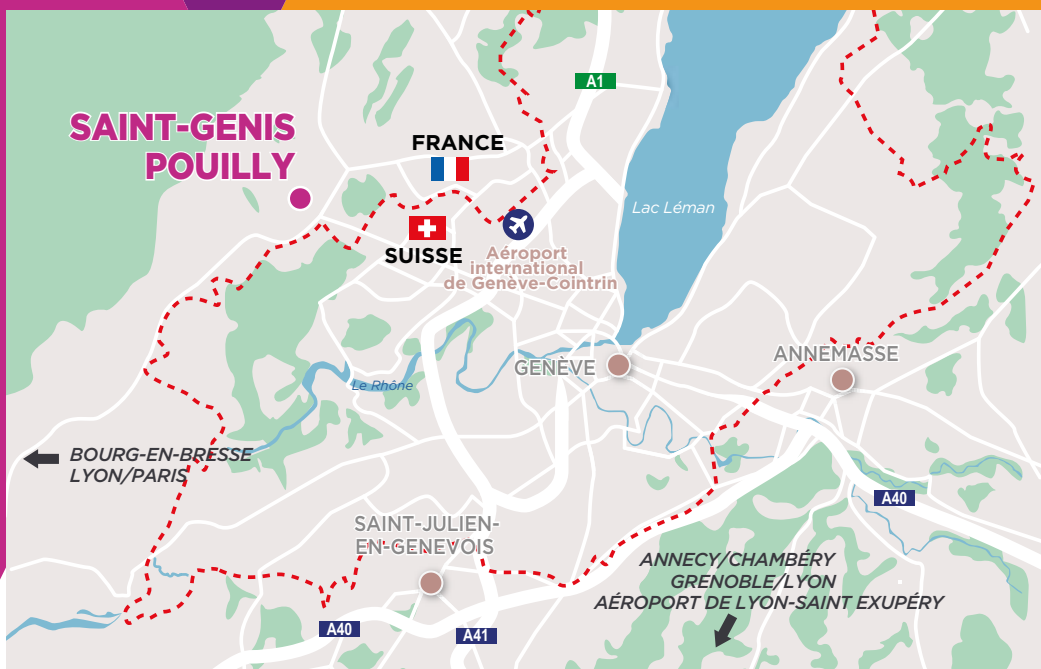 A1
SAINT-GENIS
POUILLY
FRANCE
Lac Léman
SUISSE
Aéroport
international
de Genève-Cointrin
GENÈVE
ANNEMASSE
Le Rhône
BOURG-EN-BRESSE
LYON/PARIS
A40
SAINT-JULIEN-
EN-GENEVOIS
ANNECY/CHAMBÉRY
GRENOBLE/LYON
AÉROPORT DE LYON-SAINT EXUPÉRY
A40
A41